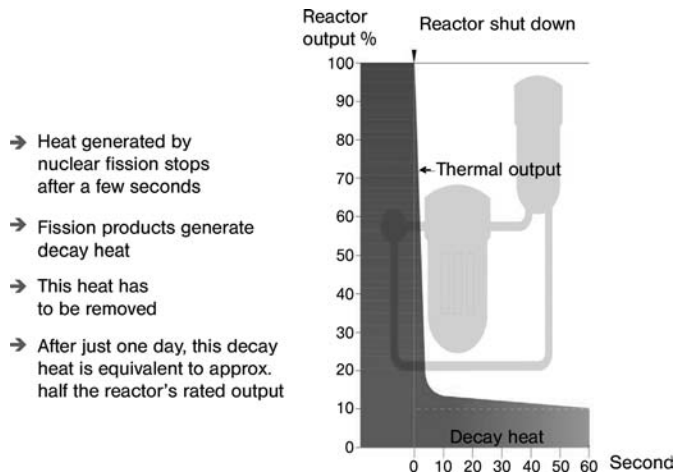 Reactor
output %
Reactor shut down
100
90
80
70
60
50
40
30
20
10
0
Thermal output
Decay heat
0 10 20 30 40 50 60 Second
→ Heat generated by
nuclear fission stops
after a few seconds
→ Fission products generate
decay heat
→ This heat has
to be removed
→ After just one day, this decay
heat is equivalent to approx.
half the reactor's rated output